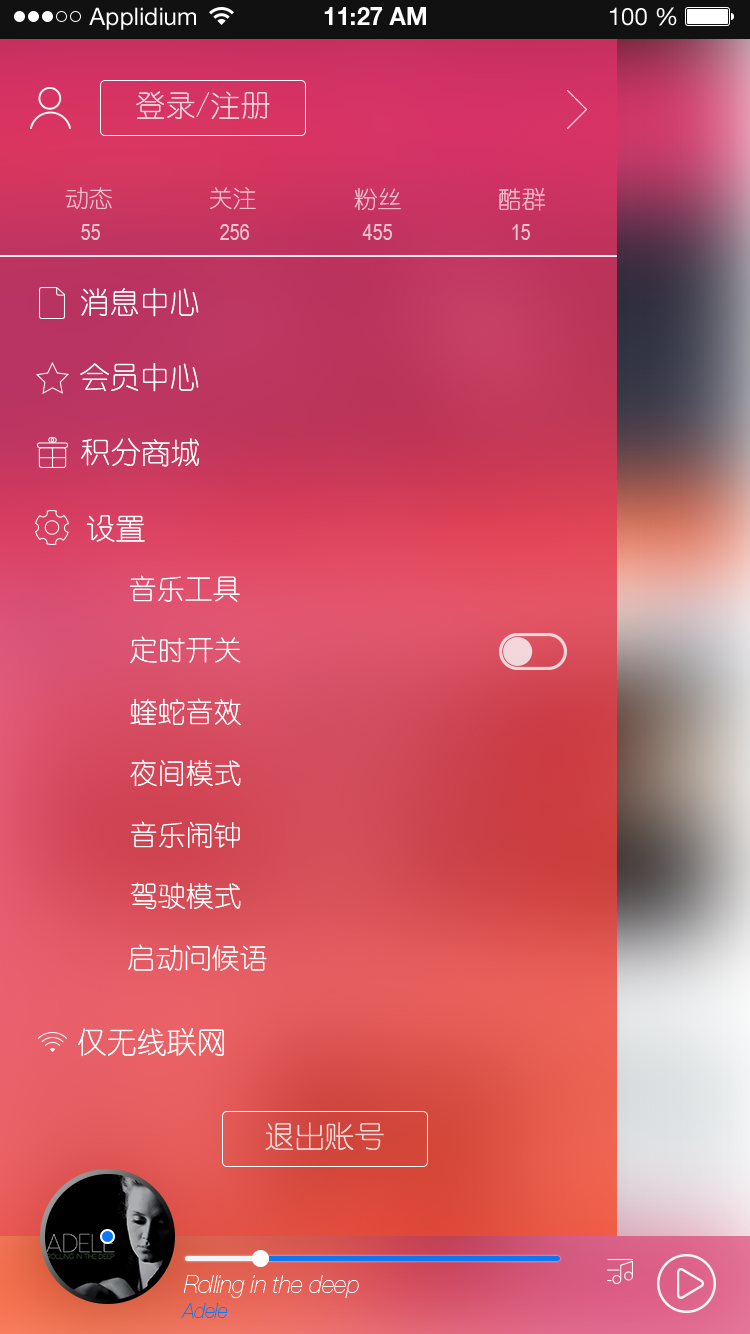 Applidium 11:27 AM 100 %
登录/注册
动态 关注 粉丝 酷群
55 256 455 15
消息中心
会员中心
积分商城
设置
音乐工具
定时开关
蝰蛇音效
夜间模式
音乐闹钟
驾驶模式
启动问候语
仅无线联网
退出账号
ADELE
ROLLING IN THE DEEP
Rolling in the deep
Adele